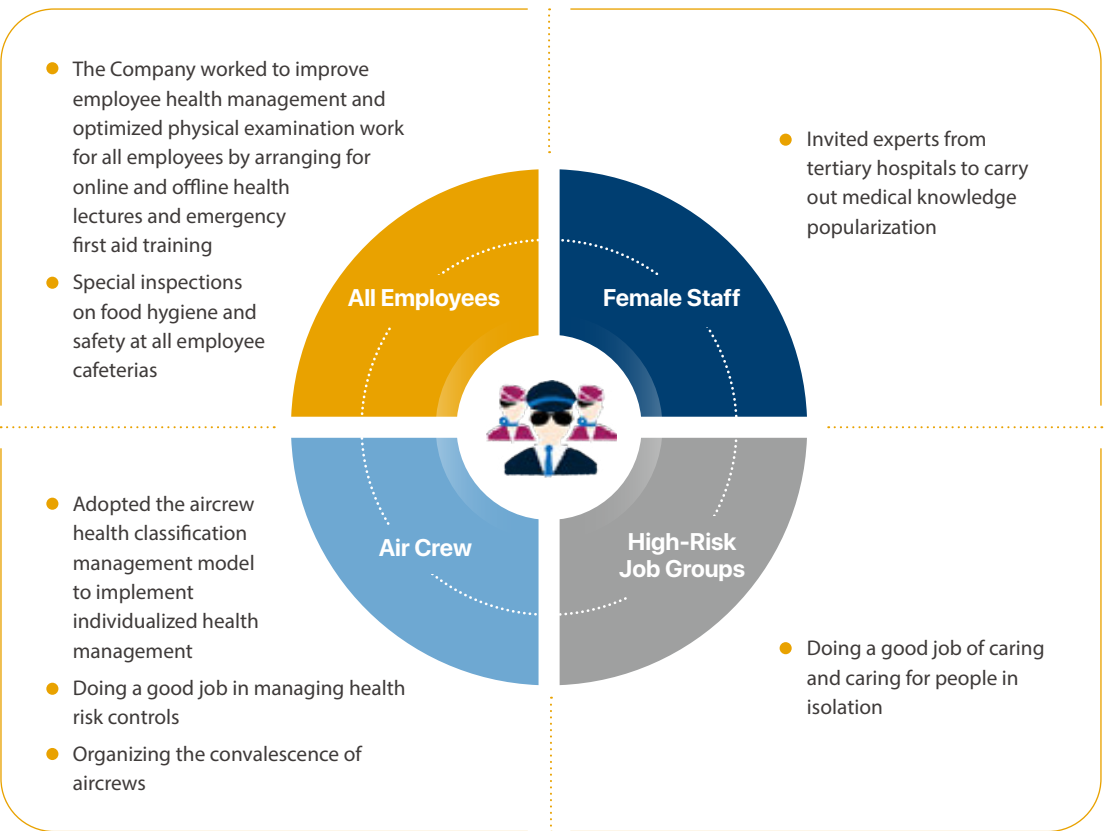 The Company worked to improve
employee health management and
optimized physical examination work
for all employees by arranging for
online and offline health
lectures and emergency
first aid training
Special inspections
on food hygiene and
safety at all employee
cafeterias
All Employees
Invited experts from
tertiary hospitals to carry
out medical knowledge
popularization
Female Staff
Adopted the aircrew
health classification
management model
to implement
individualized health
management
Doing a good job in managing health
risk controls
Organizing the convalescence of
aircrews
Air Crew
High-Risk
Job Groups
Doing a good job of caring
and caring for people in
isolation